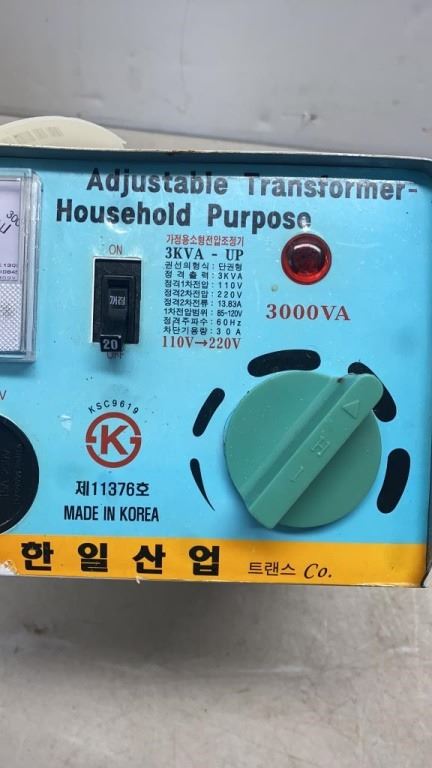 Adjustable Transformer-
Household Purpose
가정용소형전압조정기
3KVA - UP
권선의형식 : 단권형
정격출력 : 3KVA
정격1차전압 : 110V
정격2차전압 : 220V
정격2차전류 : 13.83A
1차전압범위 : 85-120V
정격주파수 : 60Hz
차단기용량 : 30A
110V→220V
ON
꺼짐
20
OFF
3000VA
KSC9619
K
제11376호
MADE IN KOREA
한일산업 트랜스 Co.